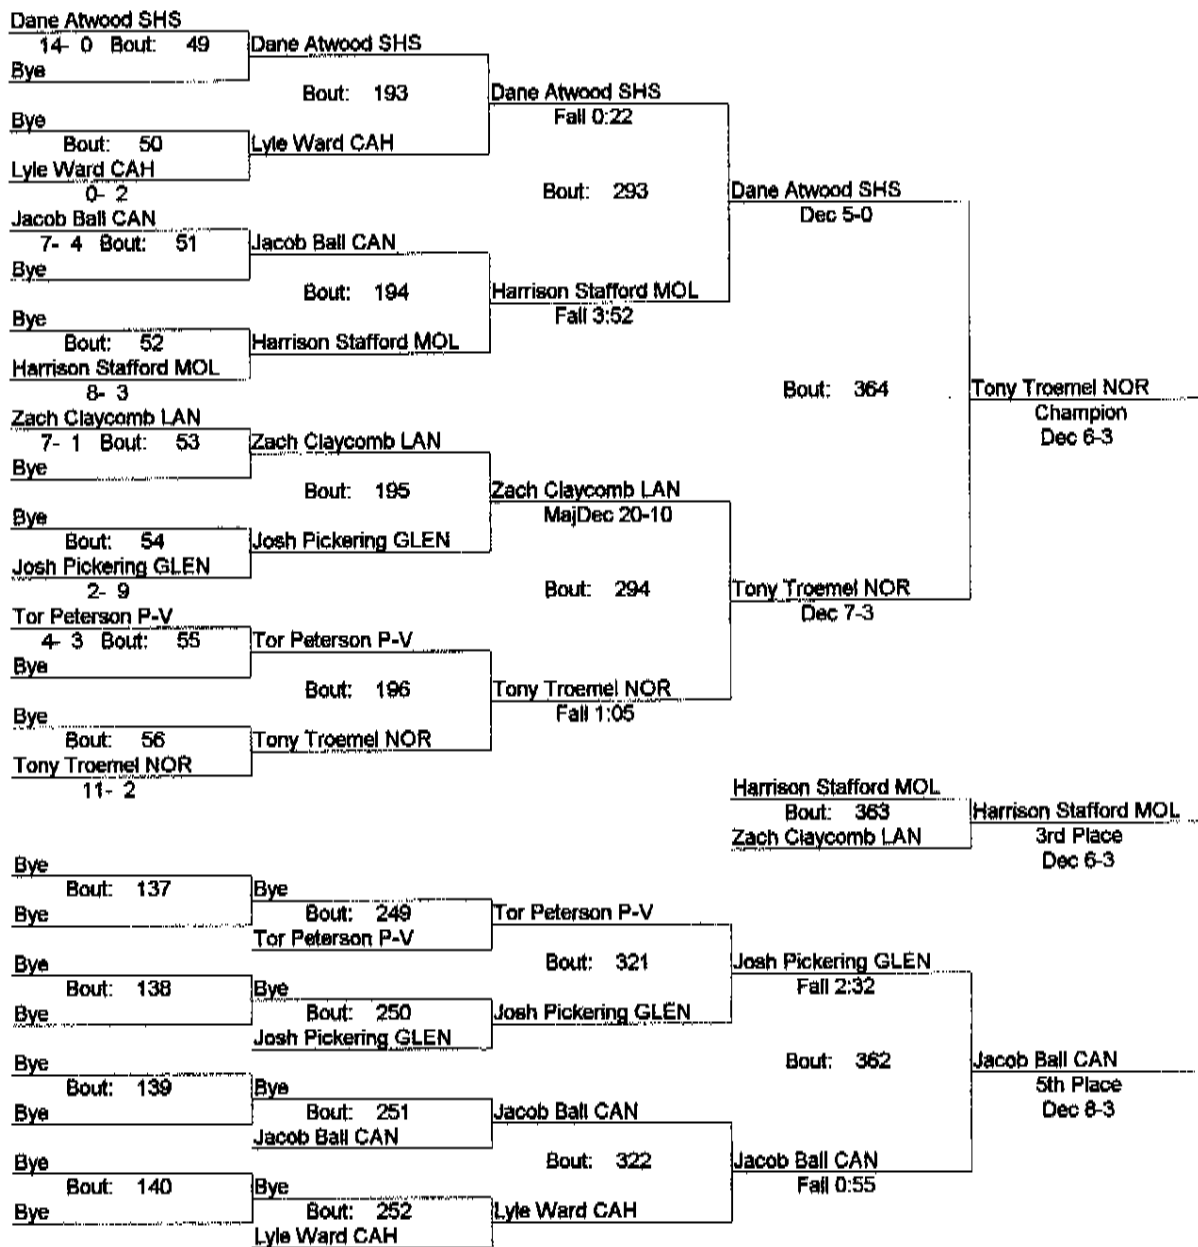 Dane Atwood SHS
14- 0 Bout: 49
Bye
Dane Atwood SHS
Bout: 193
Bye
Bout: 50
Lyle Ward CAH
0- 2
Lyle Ward CAH
Dane Atwood SHS
Fall 0:22
Bout: 293
Jacob Ball CAN
7- 4 Bout: 51
Bye
Jacob Ball CAN
Bout: 194
Bye
Bout: 52
Harrison Stafford MOL
8- 3
Harrison Stafford MOL
Harrison Stafford MOL
Fall 3:52
Dane Atwood SHS
Dec 5-0
Bout: 364
Zach Claycomb LAN
7- 1 Bout: 53
Bye
Zach Claycomb LAN
Bout: 195
Bye
Bout: 54
Josh Pickering GLEN
2- 9
Josh Pickering GLEN
Zach Claycomb LAN
MajDec 20-10
Bout: 294
Tor Peterson P-V
4- 3 Bout: 55
Bye
Tor Peterson P-V
Bout: 196
Bye
Bout: 56
Tony Troemel NOR
11- 2
Tony Troemel NOR
Tony Troemel NOR
Fall 1:05
Tony Troemel NOR
Dec 7-3
Tony Troemel NOR
Champion
Dec 6-3
Harrison Stafford MOL
Bout: 363
Zach Claycomb LAN
Harrison Stafford MOL
3rd Place
Dec 6-3
Bye
Bout: 137
Bye
Bye
Bout: 249
Tor Peterson P-V
Tor Peterson P-V
Bout: 321
Bye
Bout: 138
Bye
Bye
Bout: 250
Josh Pickering GLEN
Josh Pickering GLEN
Josh Pickering GLEN
Fall 2:32
Bout: 362
Bye
Bout: 139
Bye
Bye
Bout: 251
Jacob Ball CAN
Jacob Ball CAN
Bout: 322
Bye
Bout: 140
Bye
Bye
Bout: 252
Lyle Ward CAH
Lyle Ward CAH
Jacob Ball CAN
Fall 0:55
Jacob Ball CAN
5th Place
Dec 8-3